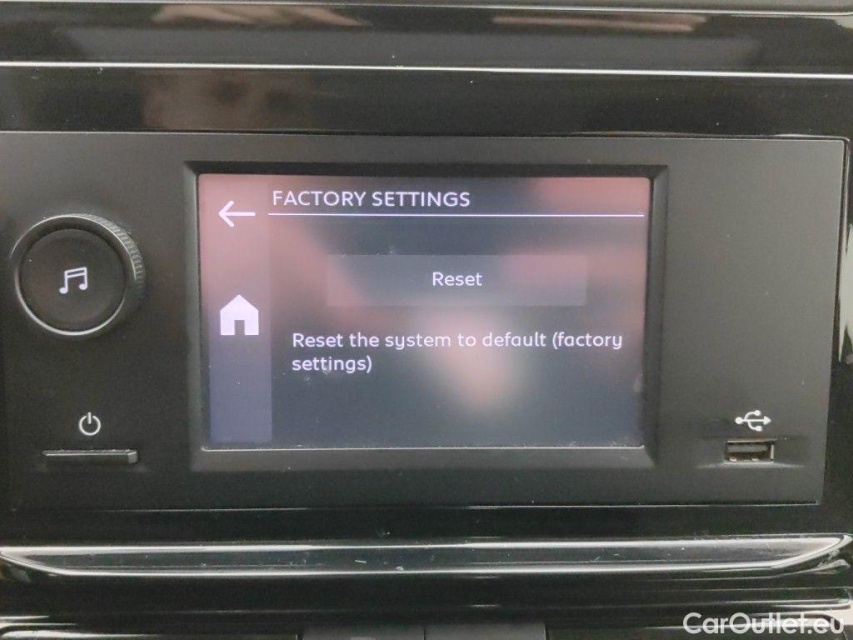 FACTORY SETTINGS
Reset
Reset the system to default (factory
settings)
CarOutlet.eu